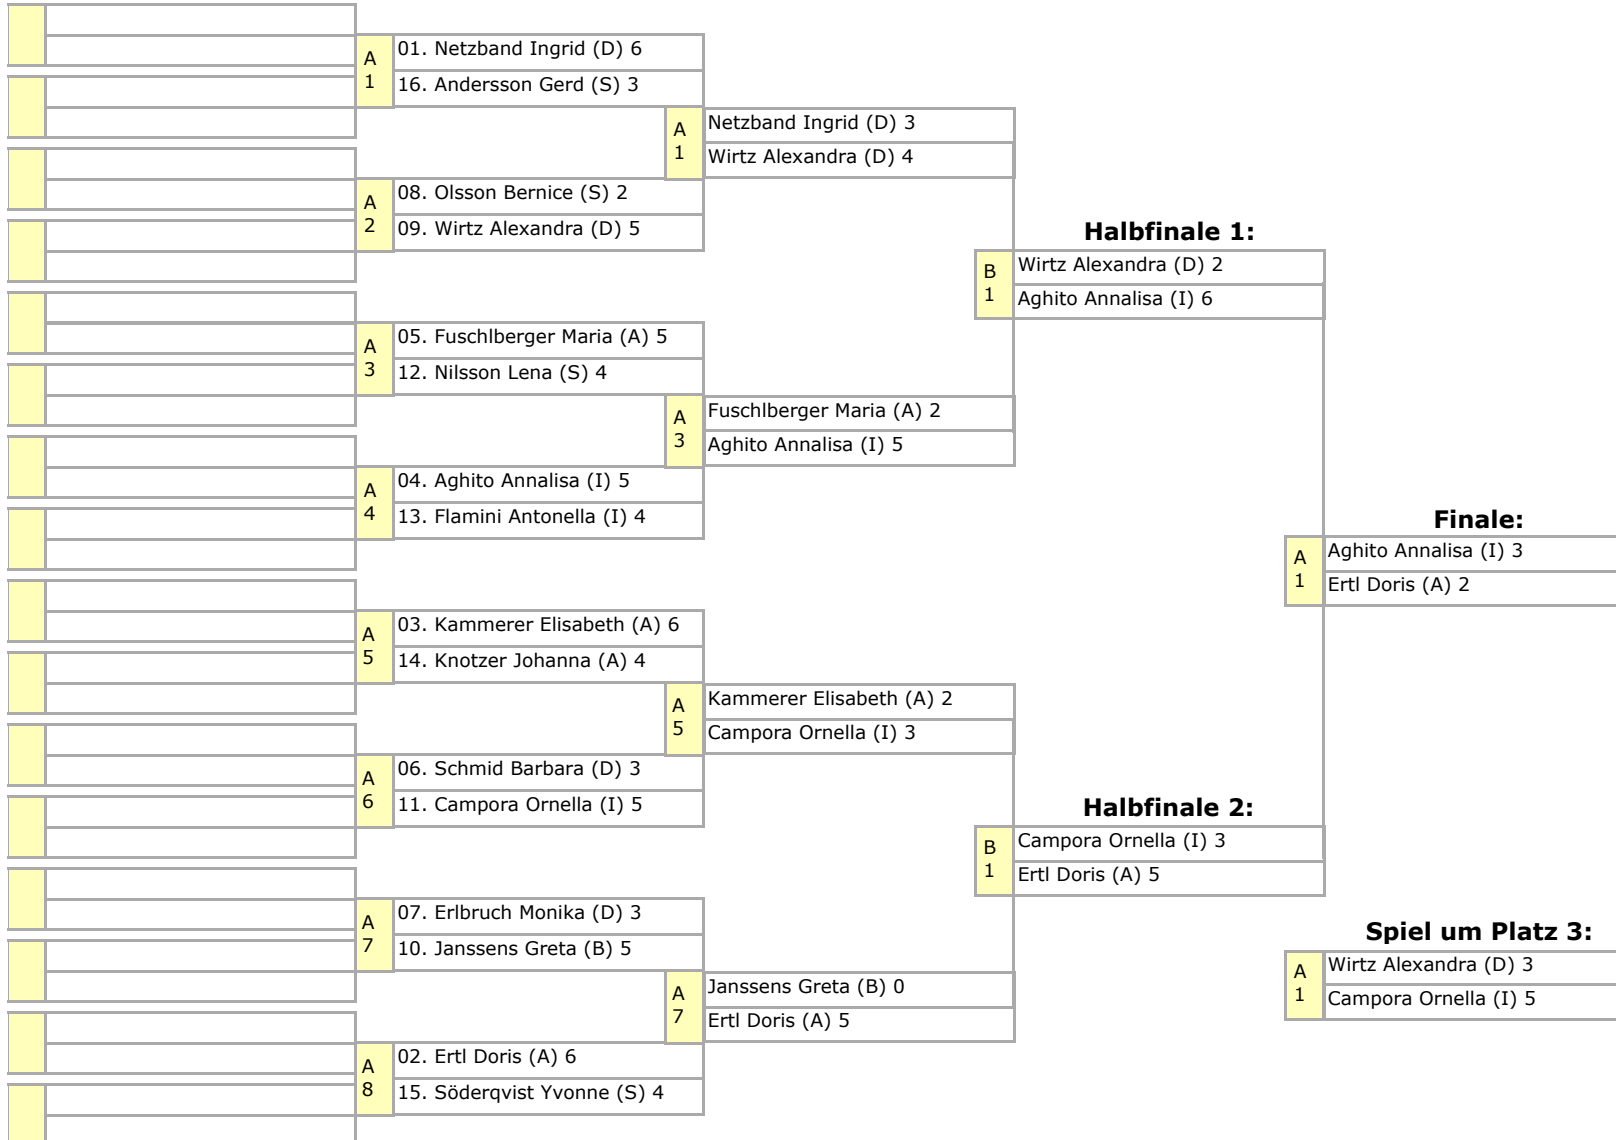 A
1
01. Netzband Ingrid (D) 6
16. Andersson Gerd (S) 3
A
2
08. Olsson Bernice (S) 2
09. Wirtz Alexandra (D) 5
A
3
05. Fuschlberger Maria (A) 5
12. Nilsson Lena (S) 4
A
4
04. Aghito Annalisa (I) 5
13. Flamini Antonella (I) 4
A
5
03. Kammerer Elisabeth (A) 6
14. Knotzer Johanna (A) 4
A
6
06. Schmid Barbara (D) 3
11. Campora Ornella (I) 5
A
7
07. Erlbruch Monika (D) 3
10. Janssens Greta (B) 5
A
8
02. Ertl Doris (A) 6
15. Söderqvist Yvonne (S) 4
A
1
Netzband Ingrid (D) 3
Wirtz Alexandra (D) 4
A
3
Fuschlberger Maria (A) 2
Aghito Annalisa (I) 5
A
5
Kammerer Elisabeth (A) 2
Campora Ornella (I) 3
A
7
Janssens Greta (B) 0
Ertl Doris (A) 5
Halbfinale 1:
B
1
Wirtz Alexandra (D) 2
Aghito Annalisa (I) 6
Halbfinale 2:
B
1
Campora Ornella (I) 3
Ertl Doris (A) 5
Finale:
A
1
Aghito Annalisa (I) 3
Ertl Doris (A) 2
Spiel um Platz 3:
A
1
Wirtz Alexandra (D) 3
Campora Ornella (I) 5